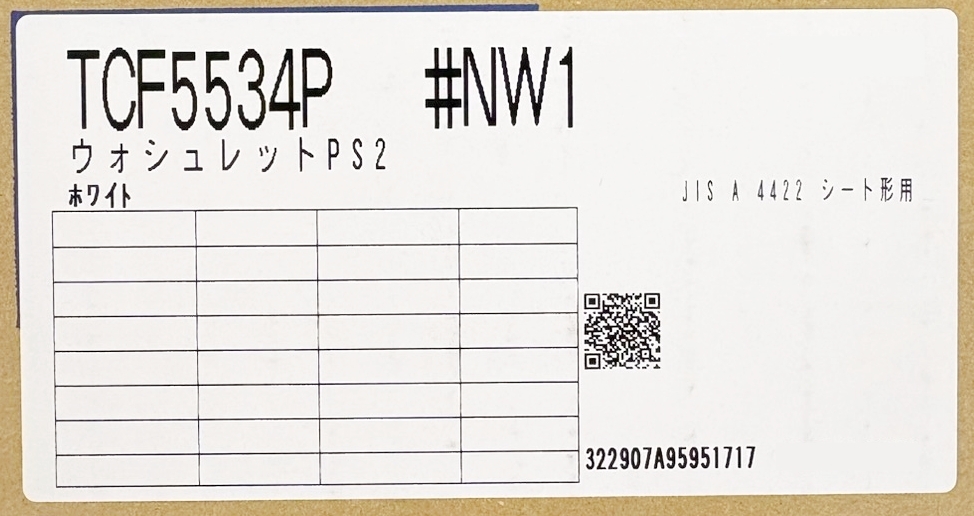 TCF5534P #NW1
ウォシュレットPS2
ホワイト
JIS A 4422 シート形用
322907A95951717